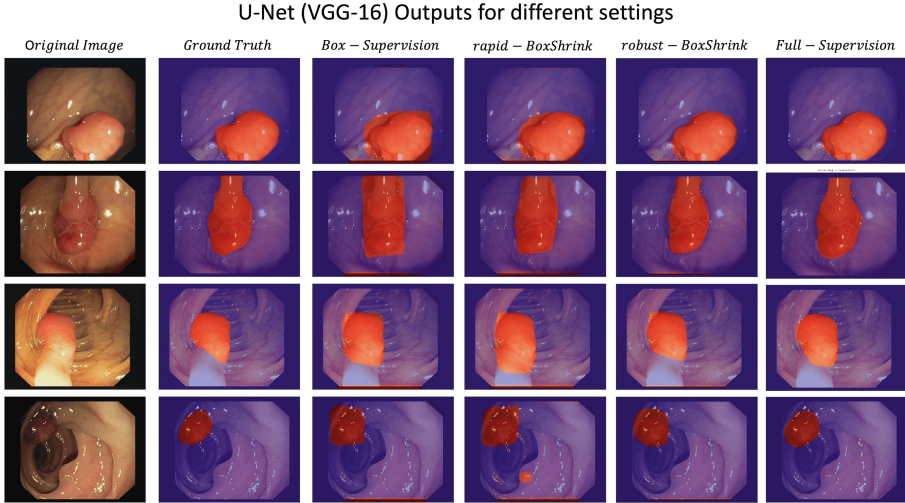 U-Net (VGG-16) Outputs for different settings
Original Image Ground Truth Box − Supervision rapid − BoxShrink robust − BoxShrink Full − Supervision